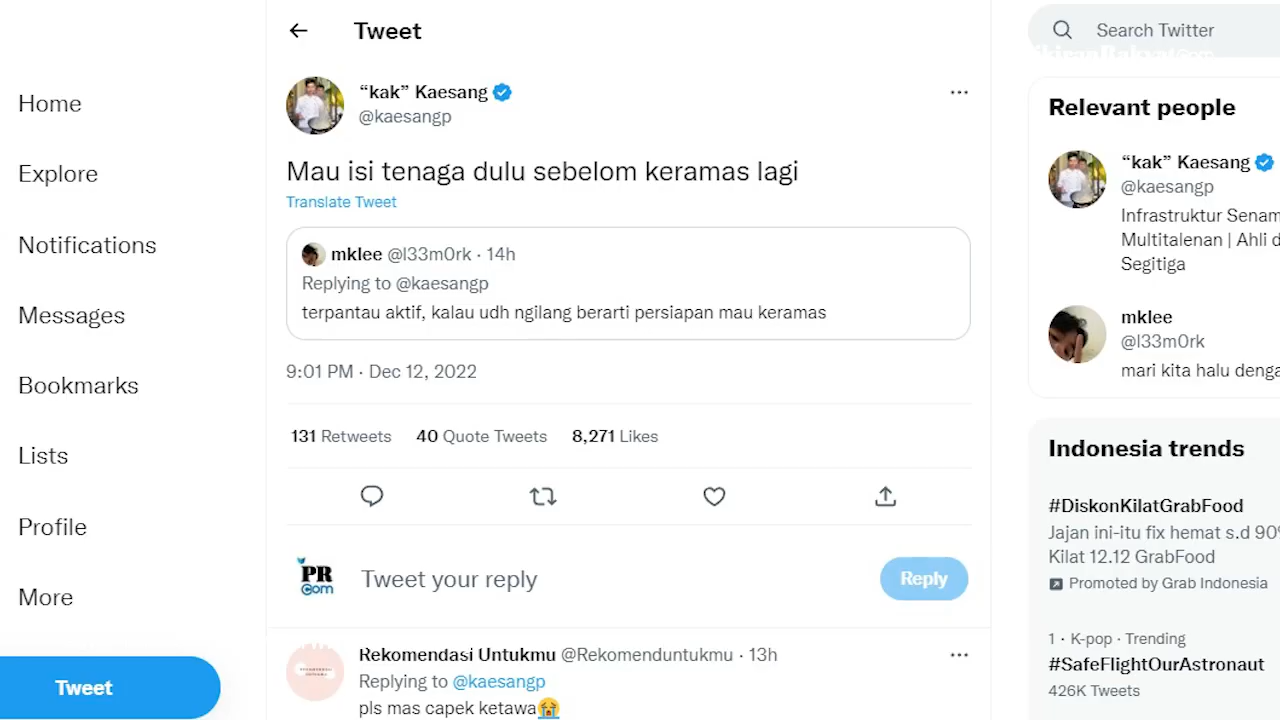 Home
Explore
Notifications
Messages
Bookmarks
Lists
Profile
More
Tweet
Tweet
“kak” Kaesang
@kaesangp
Mau isi tenaga dulu sebelom keramas lagi
Translate Tweet
mklee @l33m0rk · 14h
Replying to @kaesangp
terpantau aktif, kalau udh ngilang berarti persiapan mau keramas
9:01 PM · Dec 12, 2022
131 Retweets 40 Quote Tweets 8,271 Likes
PR
Com
Tweet your reply
Reply
Rekomendasi Untukmu @Rekomenduntukmu · 13h
Replying to @kaesangp
pls mas capek ketawa😭
Search Twitter
Relevant people
“kak” Kaesang
@kaesangp
Infrastruktur Senam
Multitalenan | Ahli d
Segitiga
mklee
@l33m0rk
mari kita halu denga
Indonesia trends
#DiskonKilatGrabFood
Jajan ini-itu fix hemat s.d 90%
Kilat 12.12 GrabFood
Promoted by Grab Indonesia
1 · K-pop · Trending
#SafeFlightOurAstronaut
426K Tweets